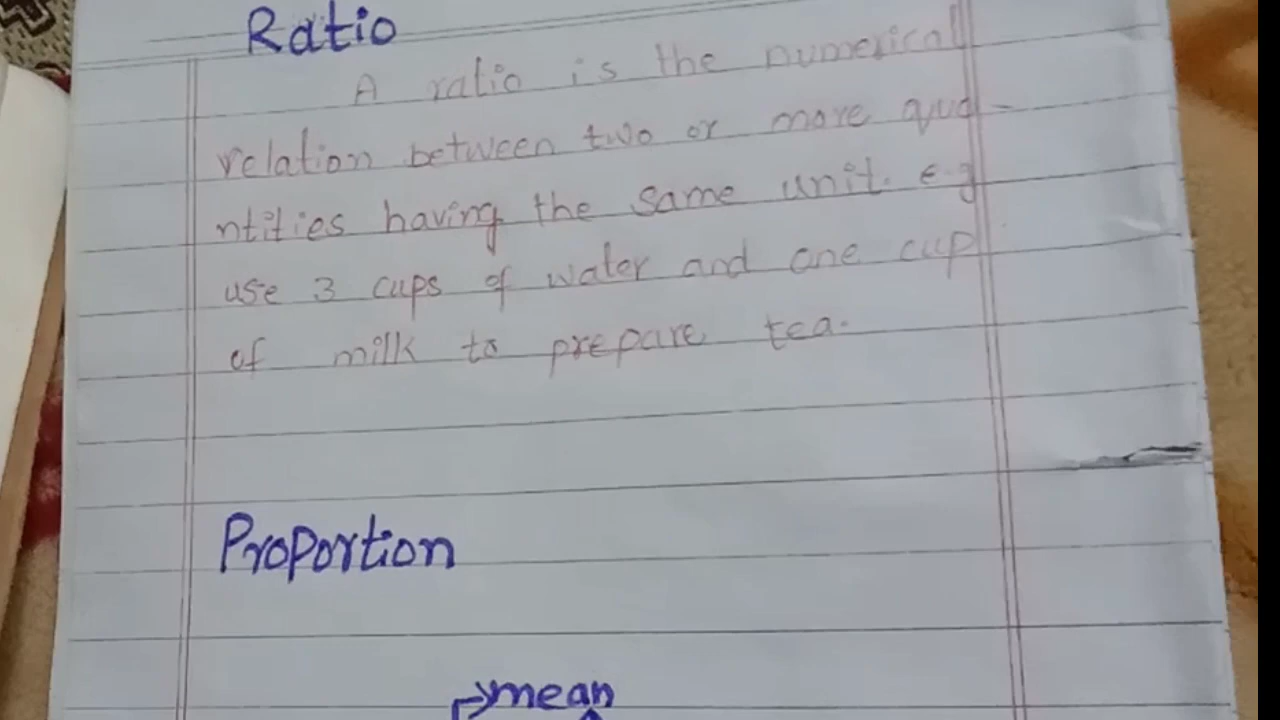 Ratio
A ratio is the numerical
relation between two or more qua-
ntities having the same unit. e.g
use 3 cups of water and one cup
of milk to prepare tea.
Proportion
mean